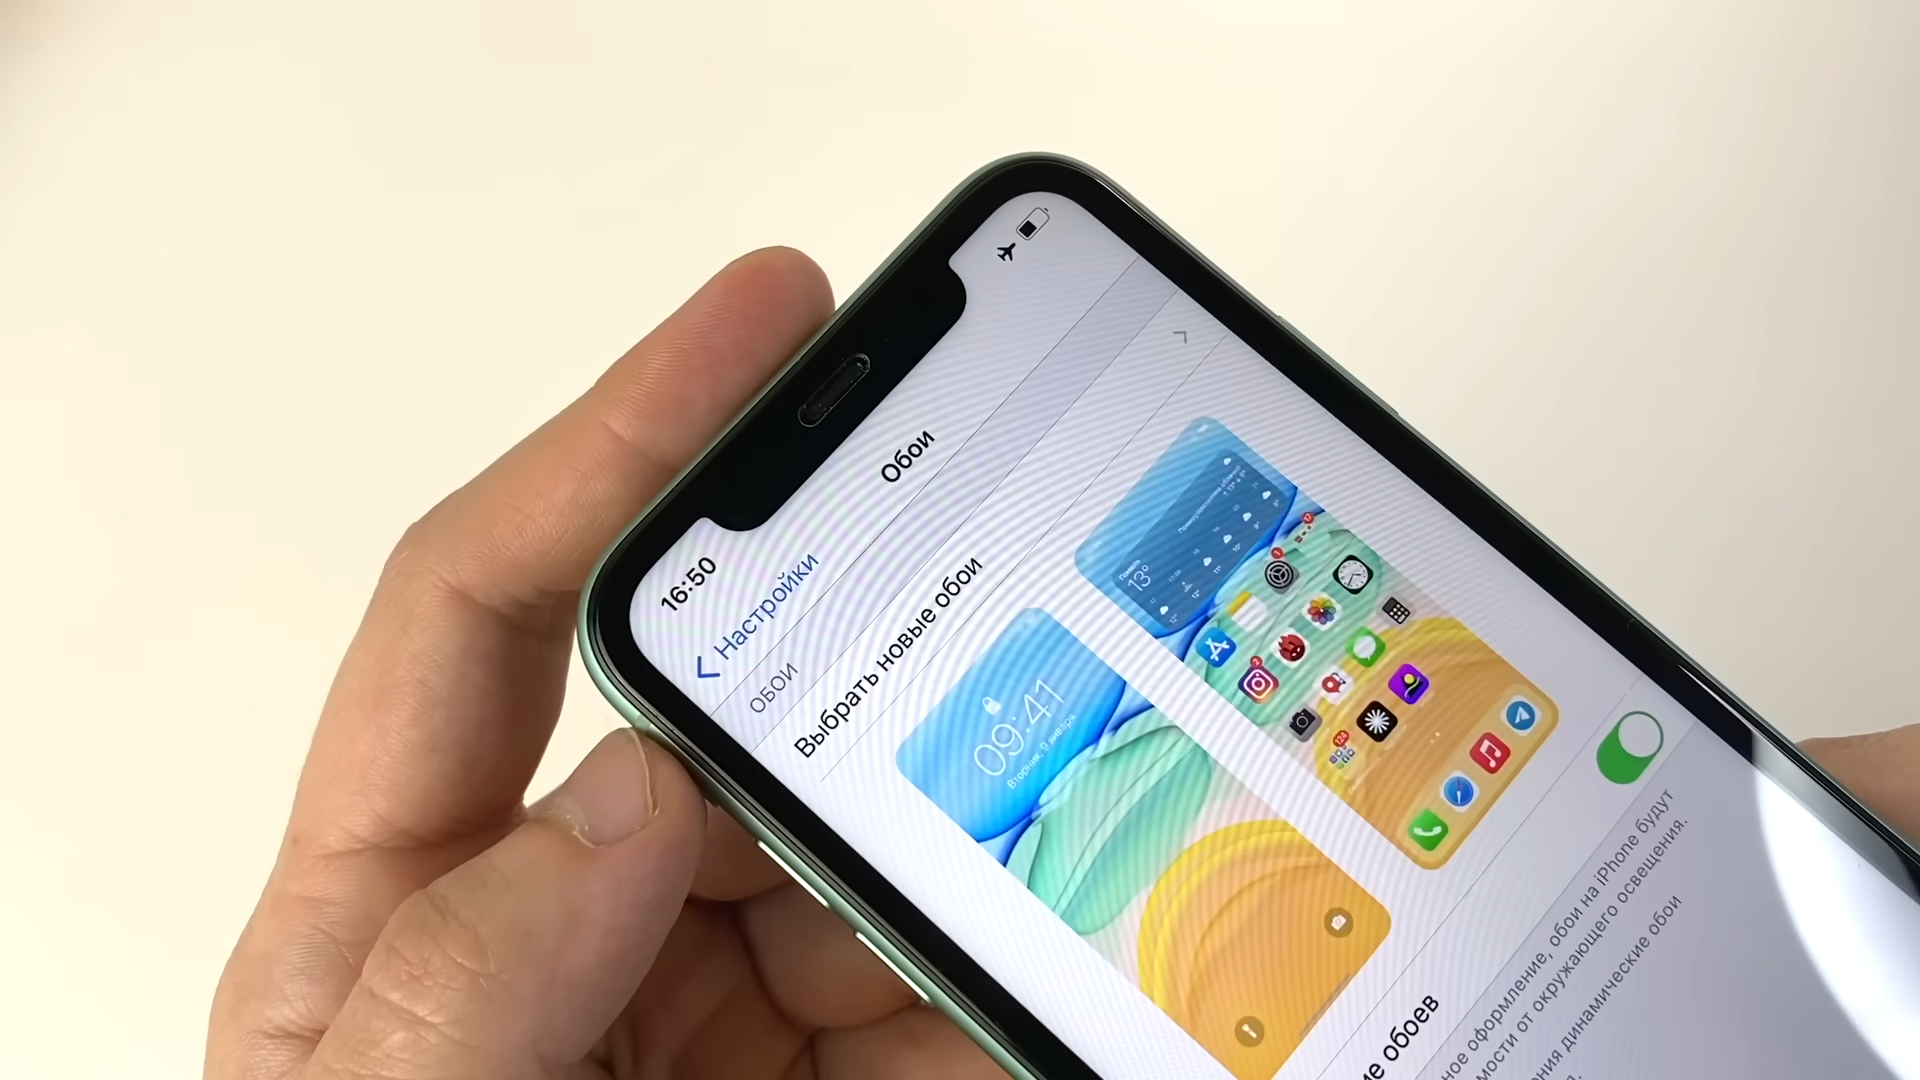 16:50
Настройки
Обои
ОБОИ
Выбрать новые обои
09:41
Вторник, 9 января
Гомель
13°
ие обоев
ное оформление, обои на iPhone будут
мости от окружающего освещения.
ния динамические обои